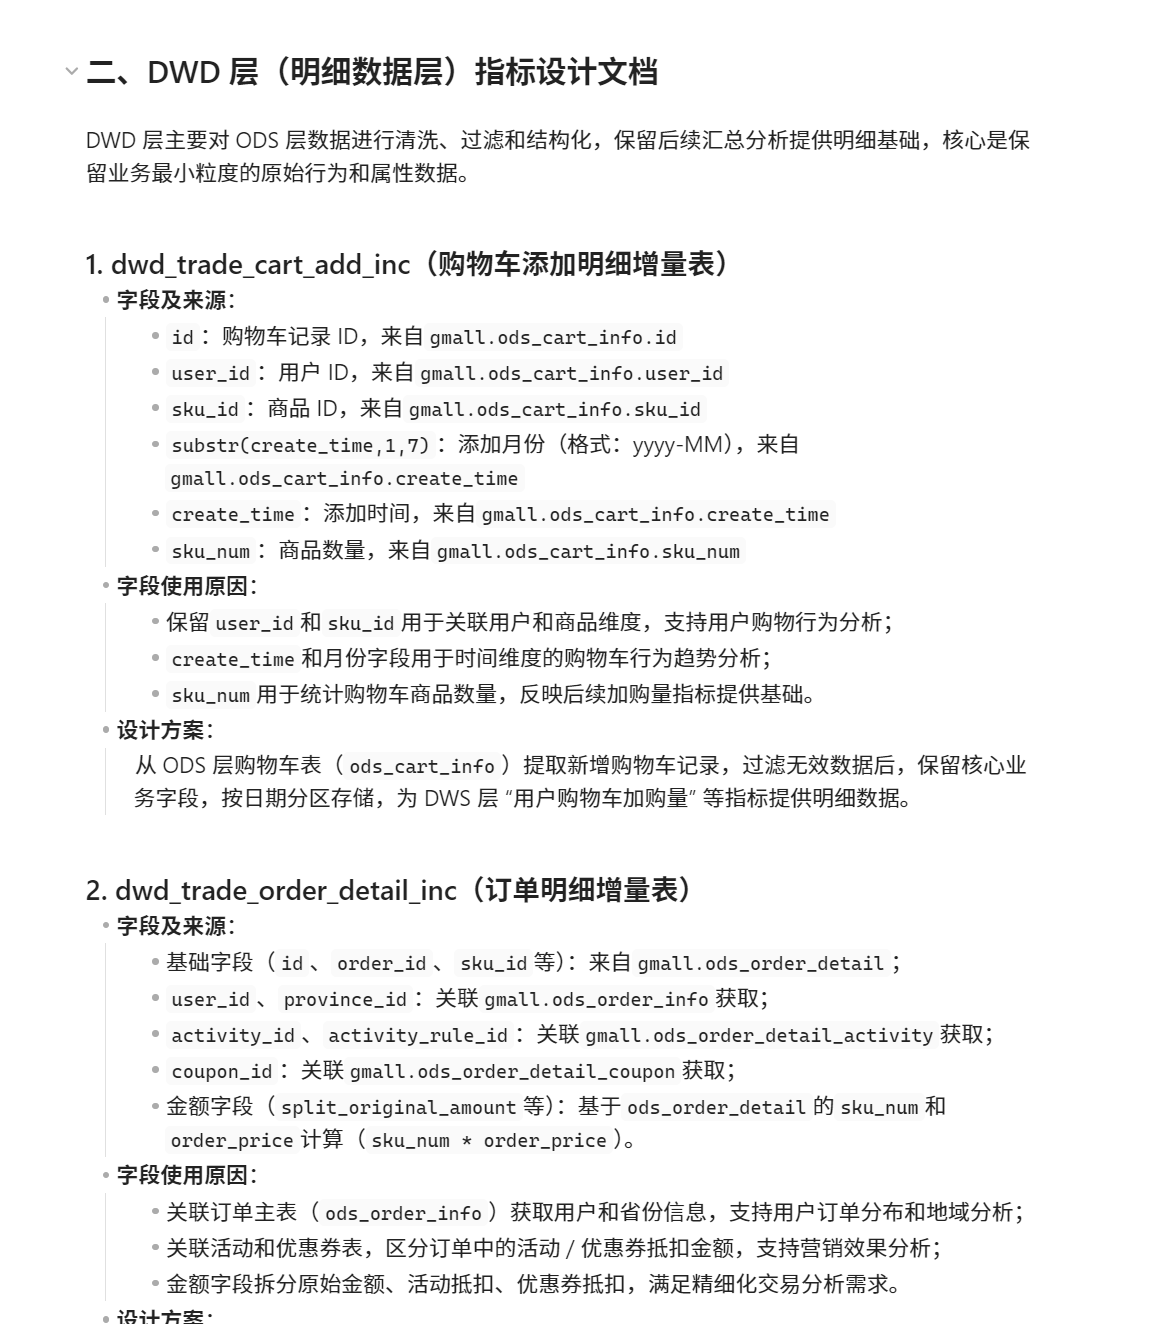 二、DWD 层（明细数据层）指标设计文档
DWD 层主要对 ODS 层数据进行清洗、过滤和结构化，保留后续汇总分析提供明细基础，核心是保
留业务最小粒度的原始行为和属性数据。
1. dwd_trade_cart_add_inc（购物车添加明细增量表）
字段及来源：
id：购物车记录 ID，来自 gmall.ods_cart_info.id
user_id：用户 ID，来自 gmall.ods_cart_info.user_id
sku_id：商品 ID，来自 gmall.ods_cart_info.sku_id
substr(create_time,1,7)：添加月份（格式：yyyy-MM），来自
gmall.ods_cart_info.create_time
create_time：添加时间，来自 gmall.ods_cart_info.create_time
sku_num：商品数量，来自 gmall.ods_cart_info.sku_num
字段使用原因：
保留 user_id 和 sku_id 用于关联用户和商品维度，支持用户购物行为分析；
create_time 和月份字段用于时间维度的购物车行为趋势分析；
sku_num 用于统计购物车商品数量，反映后续加购量指标提供基础。
设计方案：
从 ODS 层购物车表（ods_cart_info）提取新增购物车记录，过滤无效数据后，保留核心业
务字段，按日期分区存储，为 DWS 层 “用户购物车加购量” 等指标提供明细数据。
2. dwd_trade_order_detail_inc（订单明细增量表）
字段及来源：
基础字段（id、order_id、sku_id 等）：来自 gmall.ods_order_detail；
user_id、province_id：关联 gmall.ods_order_info 获取；
activity_id、activity_rule_id：关联 gmall.ods_order_detail_activity 获取；
coupon_id：关联 gmall.ods_order_detail_coupon 获取；
金额字段（split_original_amount 等）：基于 ods_order_detail 的 sku_num 和
order_price 计算（sku_num * order_price）。
字段使用原因：
关联订单主表（ods_order_info）获取用户和省份信息，支持用户订单分布和地域分析；
关联活动和优惠券表，区分订单中的活动 / 优惠券抵扣金额，支持营销效果分析；
金额字段拆分原始金额、活动抵扣、优惠券抵扣，满足精细化交易分析需求。
设计方案：